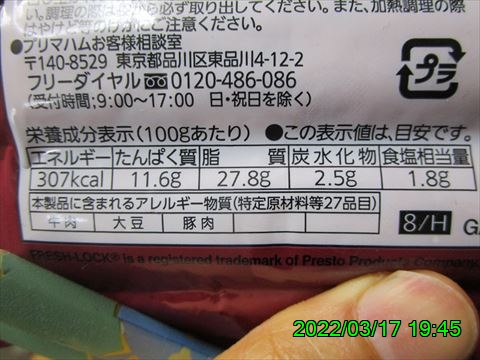 い。調理の際は袋から必ず取り出してください。また、加熱調理の際
はやけど等のけがにご注意ください。
●プリマハムお客様相談室
〒140-8529 東京都品川区東品川4-12-2
フリーダイヤル 0120-486-086
(受付時間;9:00〜17:00 日・祝日を除く)
プラ
栄養成分表示(100gあたり) ●この表示値は、目安です。
エネルギー たんぱく質 脂質 炭水化物 食塩相当量
307kcal 11.6g 27.8g 2.5g 1.8g
本製品に含まれるアレルギー物質(特定原材料等27品目)
牛肉 大豆 豚肉
8/H GA
FRESH-LOCK® is a registered trademark of Presto Products Company
2022/03/17 19:45